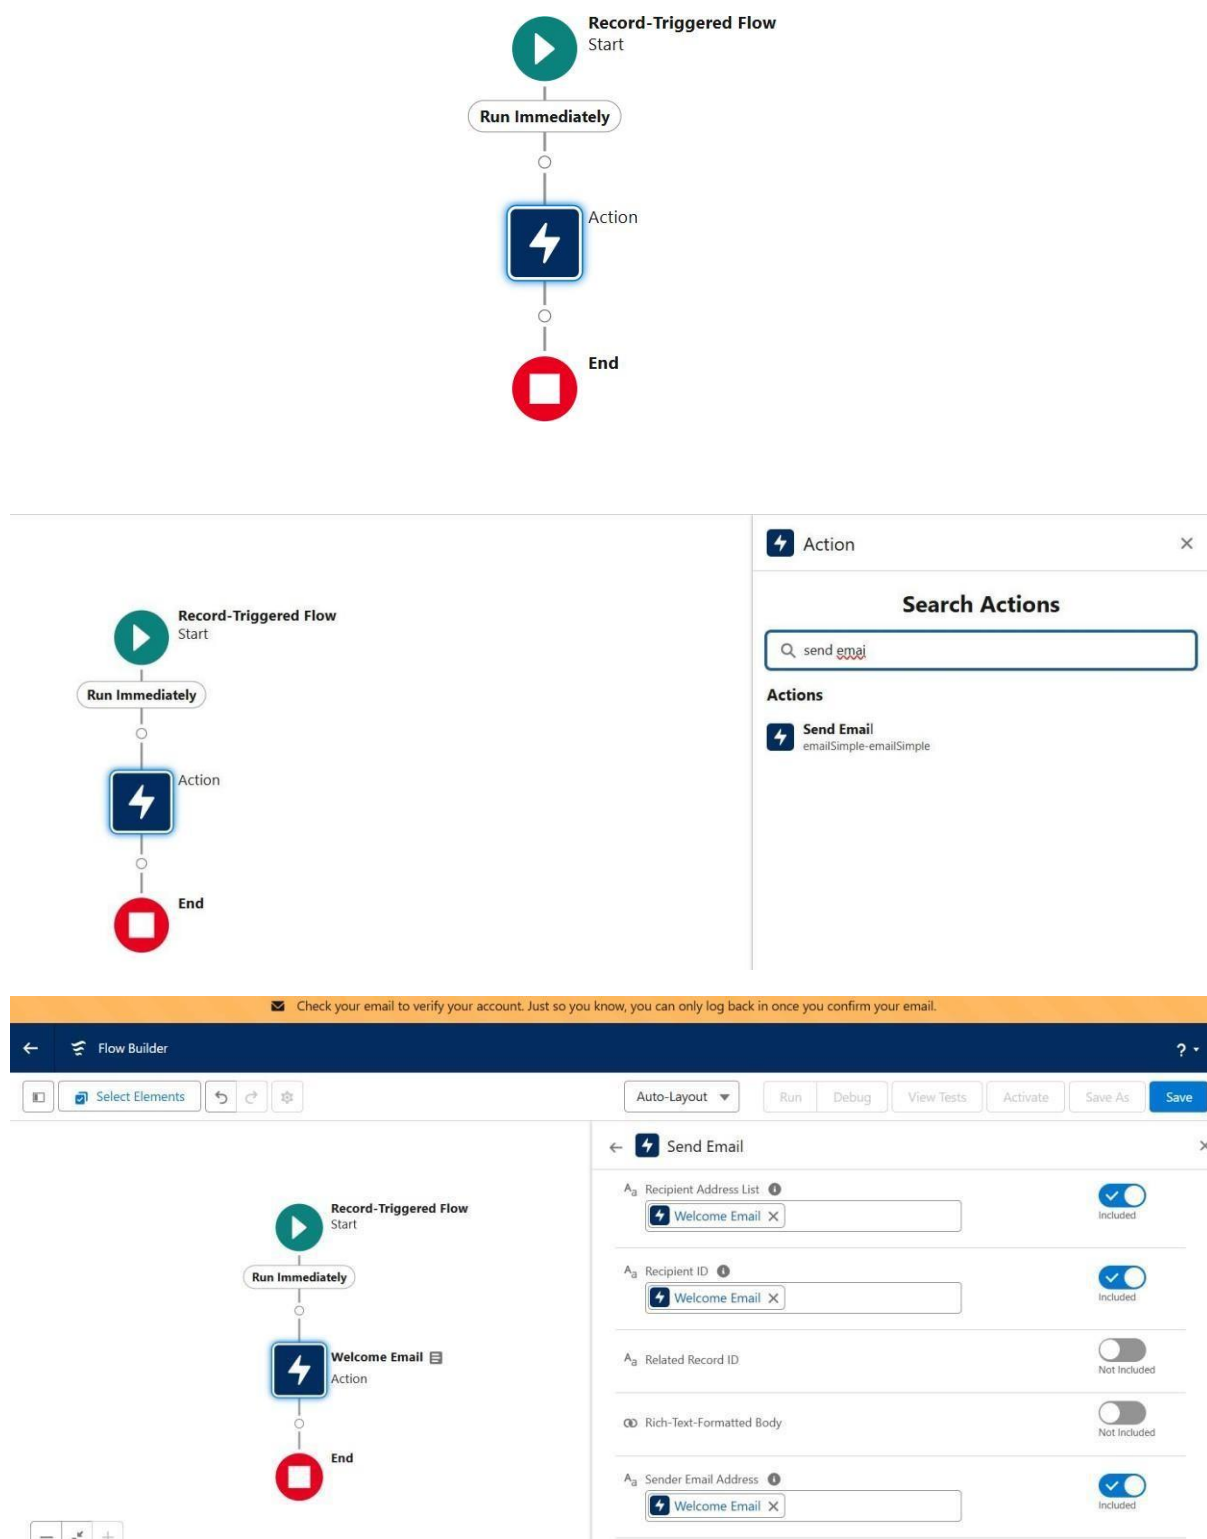 Record-Triggered Flow
Start
Run Immediately
Action
End
Action
Search Actions
send emai
Actions
Send Email
emailSimple-emailSimple
Record-Triggered Flow
Start
Run Immediately
Action
End
Check your email to verify your account. Just so you know, you can only log back in once you confirm your email.
Flow Builder
?
Select Elements
Auto-Layout
Run
Debug
View Tests
Activate
Save As
Save
Send Email
Aa Recipient Address List
Welcome Email
Included
Aa Recipient ID
Welcome Email
Included
Aa Related Record ID
Not Included
Rich-Text-Formatted Body
Not Included
Aa Sender Email Address
Welcome Email
Included
Record-Triggered Flow
Start
Run Immediately
Welcome Email
Action
End